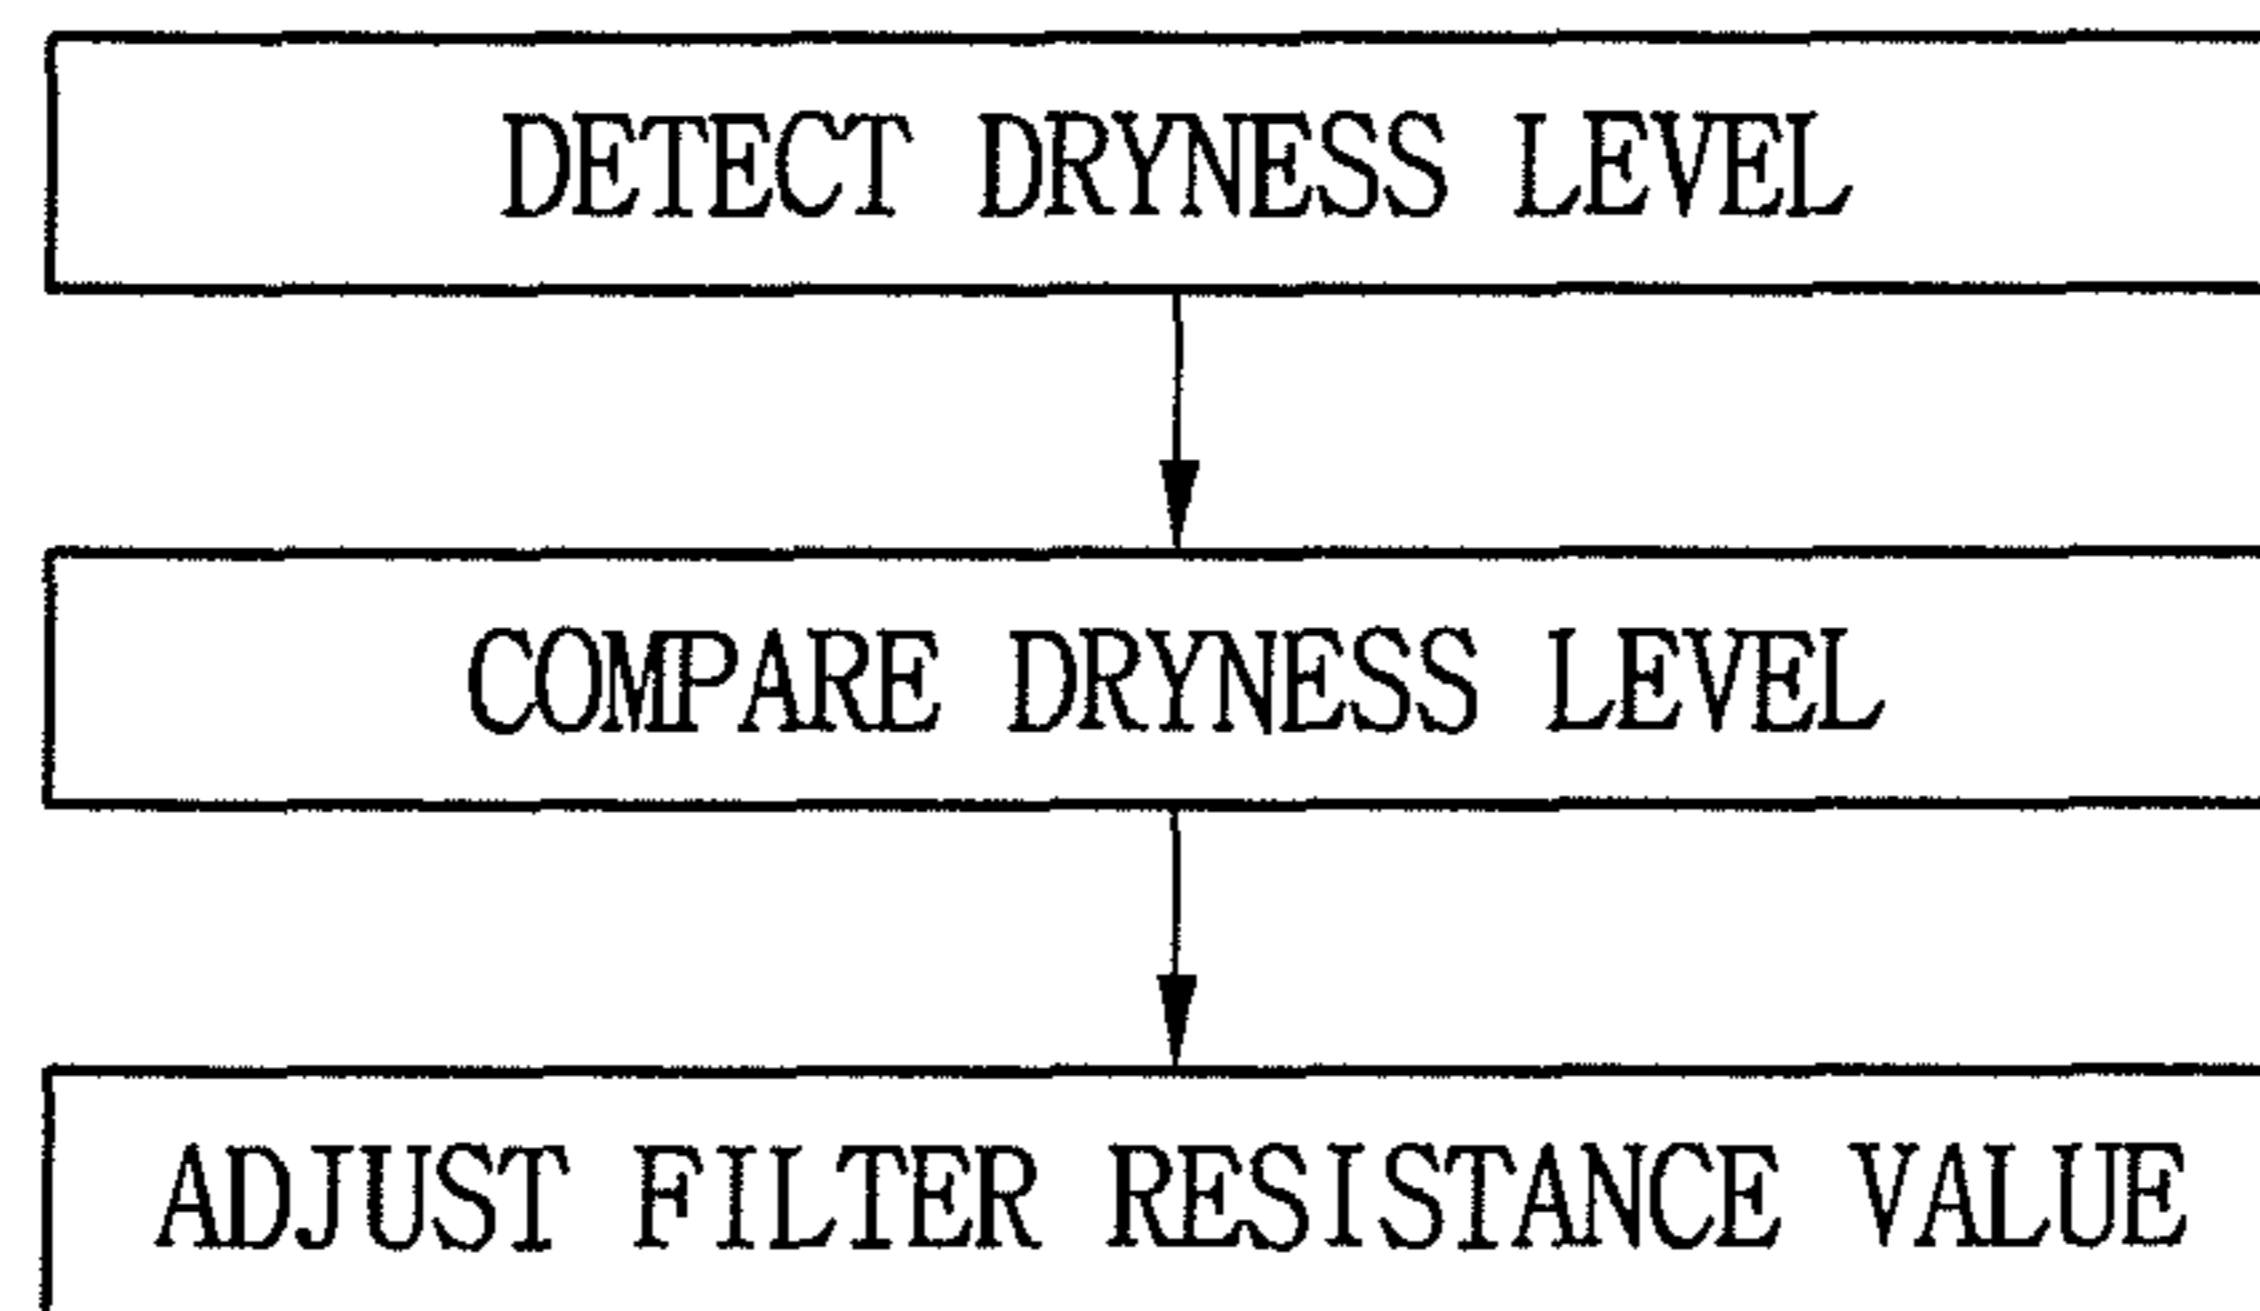 DETECT DRYNESS LEVEL
COMPARE DRYNESS LEVEL
ADJUST FILTER RESISTANCE VALUE